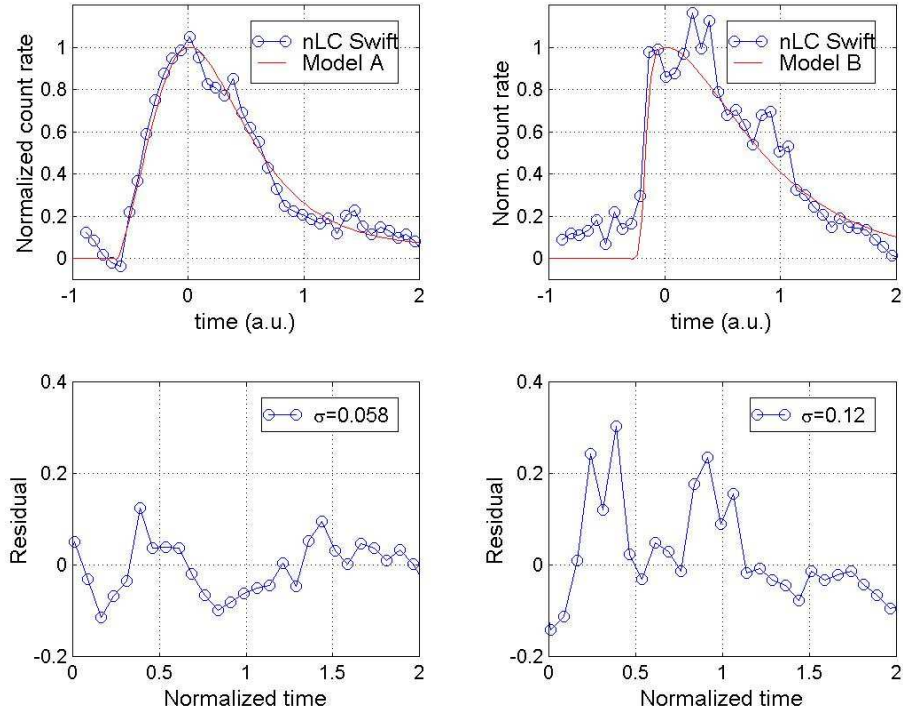 Normalized count rate
1
0.8
0.6
0.4
0.2
0
-1
0
1
2
time (a.u.)
nLC Swift
Model A
Norm. count rate
1
0.8
0.6
0.4
0.2
0
-1
0
1
2
time (a.u.)
nLC Swift
Model B
Residual
0.4
0.2
0
-0.2
0
0.5
1
1.5
2
Normalized time
σ=0.058
Residual
0.4
0.2
0
-0.2
0
0.5
1
1.5
2
Normalized time
σ=0.12